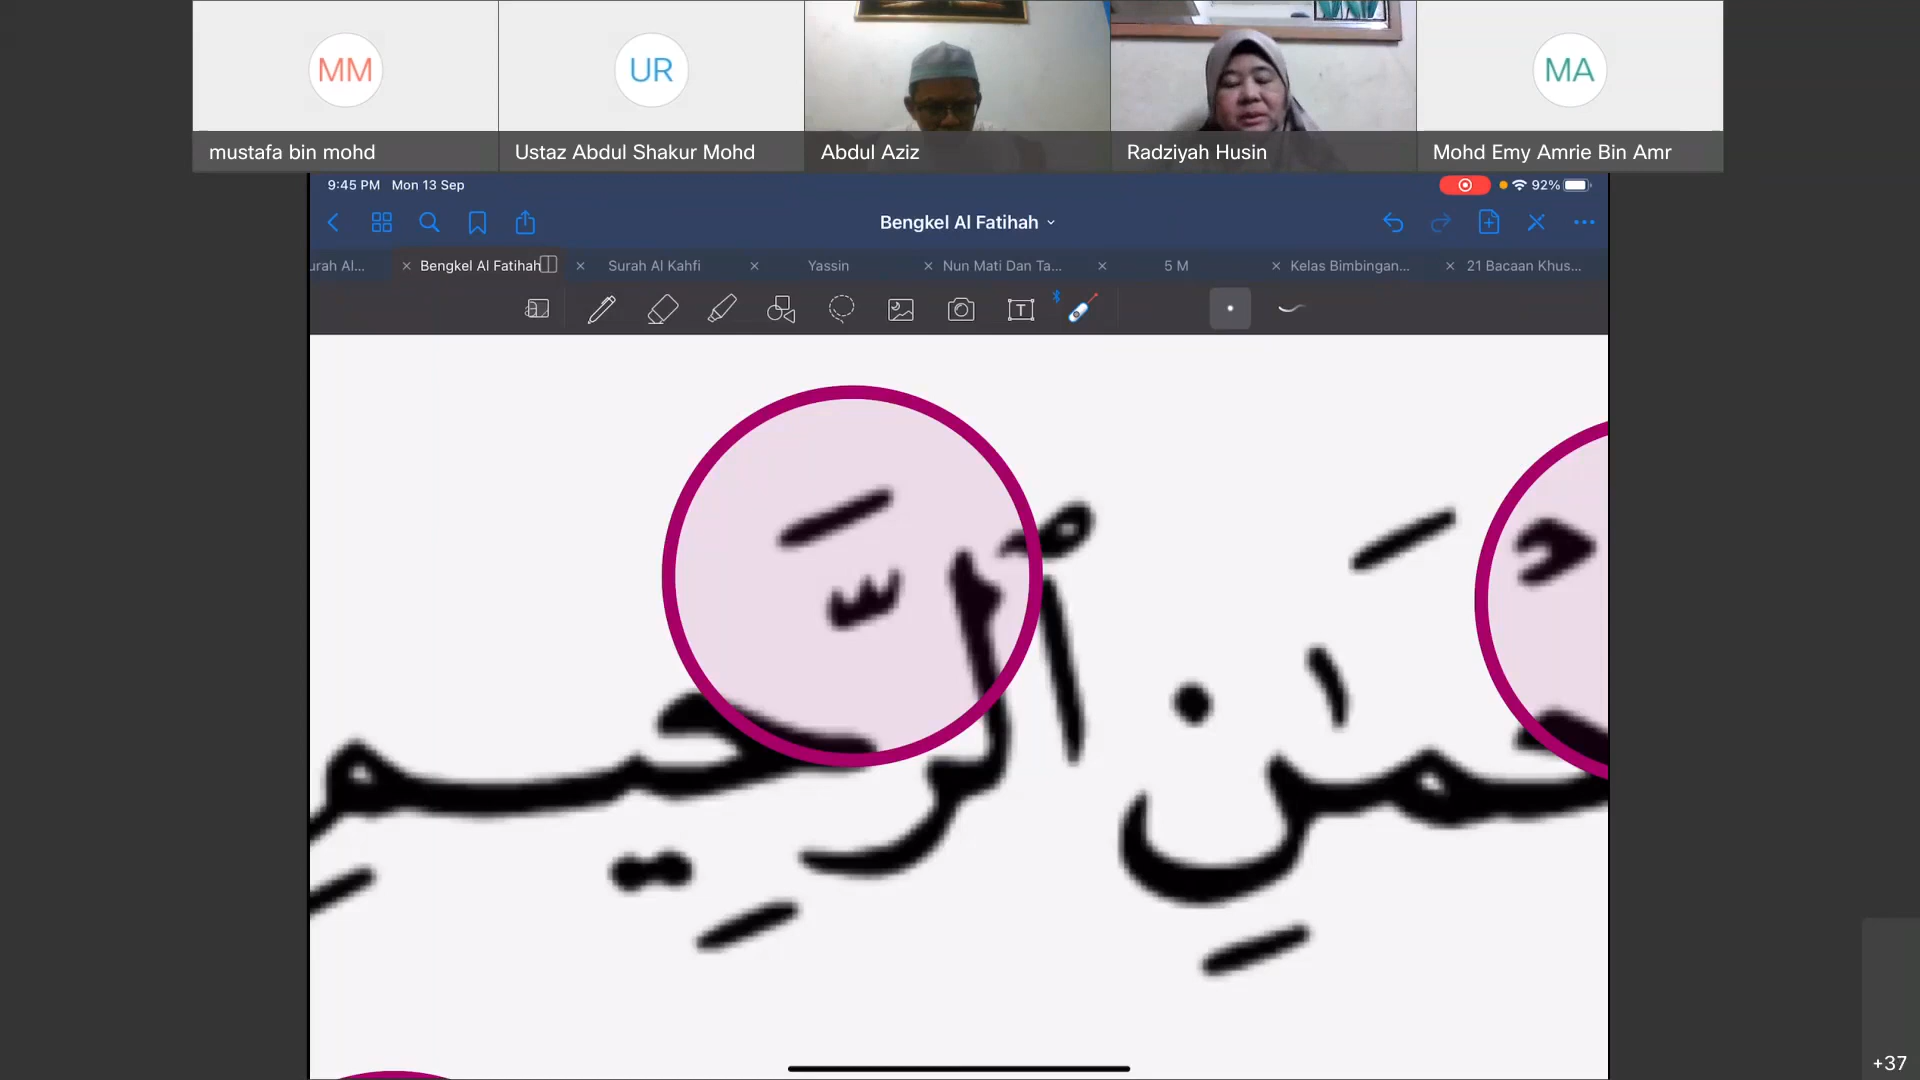 MM
UR
MA
mustafa bin mohd
Ustaz Abdul Shakur Mohd
Abdul Aziz
Radziyah Husin
Mohd Emy Amrie Bin Amr
9:45 PM Mon 13 Sep
92%
Bengkel Al Fatihah
urah Al...
Bengkel Al Fatihah
Surah Al Kahfi
Yassin
Nun Mati Dan Ta...
5 M
Kelas Bimbingan...
21 Bacaan Khus...
T
حْمَـٰنِ ٱلرَّحِيمِ
+37